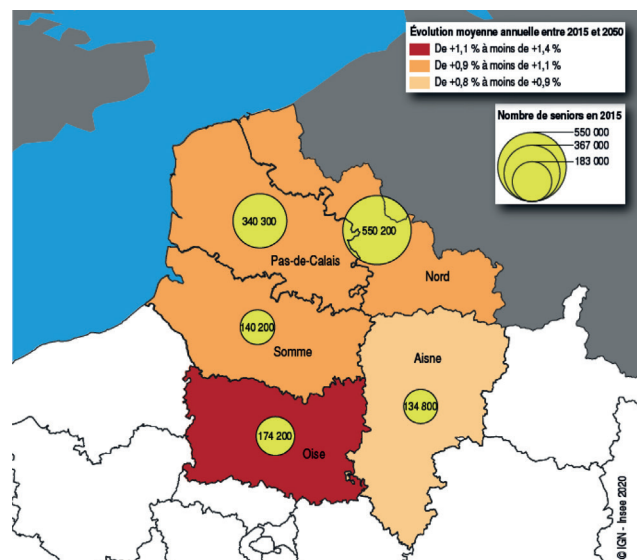 Évolution moyenne annuelle entre 2015 et 2050
De +1,1 % à moins de +1,4 %
De +0,9 % à moins de +1,1 %
De +0,8 % à moins de +0,9 %
Nombre de seniors en 2015
550 000
367 000
183 000
340 300
550 200
Pas-de-Calais
Nord
140 200
Somme
Aisne
134 800
174 200
Oise
© IGN - Insee 2020